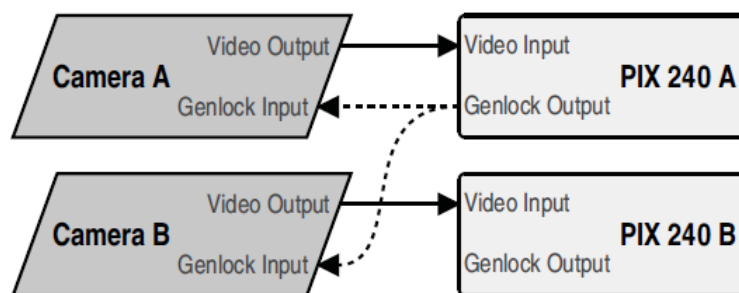 Video Output
Camera A
Genlock Input
Video Input
PIX 240 A
Genlock Output
Video Output
Camera B
Genlock Input
Video Input
PIX 240 B
Genlock Output